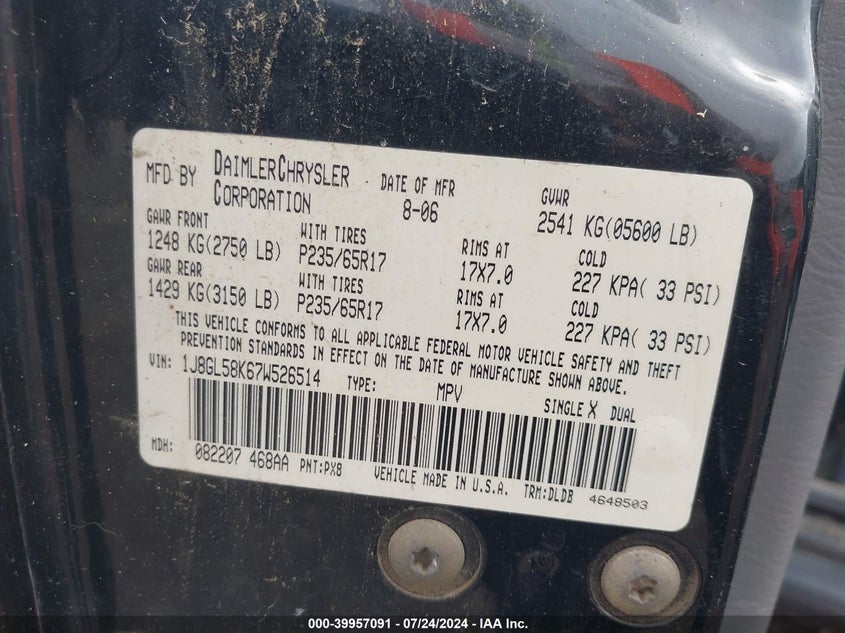 MFD BY DAIMLERCHRYSLER CORPORATION DATE OF MFR 8-06 GVWR 2541 KG(05600 LB)
GAWR FRONT WITH TIRES RIMS AT COLD
1248 KG(2750 LB) P235/65R17 17X7.0 227 KPA( 33 PSI)
GAWR REAR WITH TIRES RIMS AT COLD
1429 KG(3150 LB) P235/65R17 17X7.0 227 KPA( 33 PSI)
THIS VEHICLE CONFORMS TO ALL APPLICABLE FEDERAL MOTOR VEHICLE SAFETY AND THEFT
PREVENTION STANDARDS IN EFFECT ON THE DATE OF MANUFACTURE SHOWN ABOVE.
VIN: 1J8GL58K67W526514 TYPE: MPV SINGLE X DUAL
MDH: 082207 468AA PNT:PX8 VEHICLE MADE IN U.S.A. TRM:DLDB 4648503
000-39957091 / 07/24/2024 - IAA Inc.